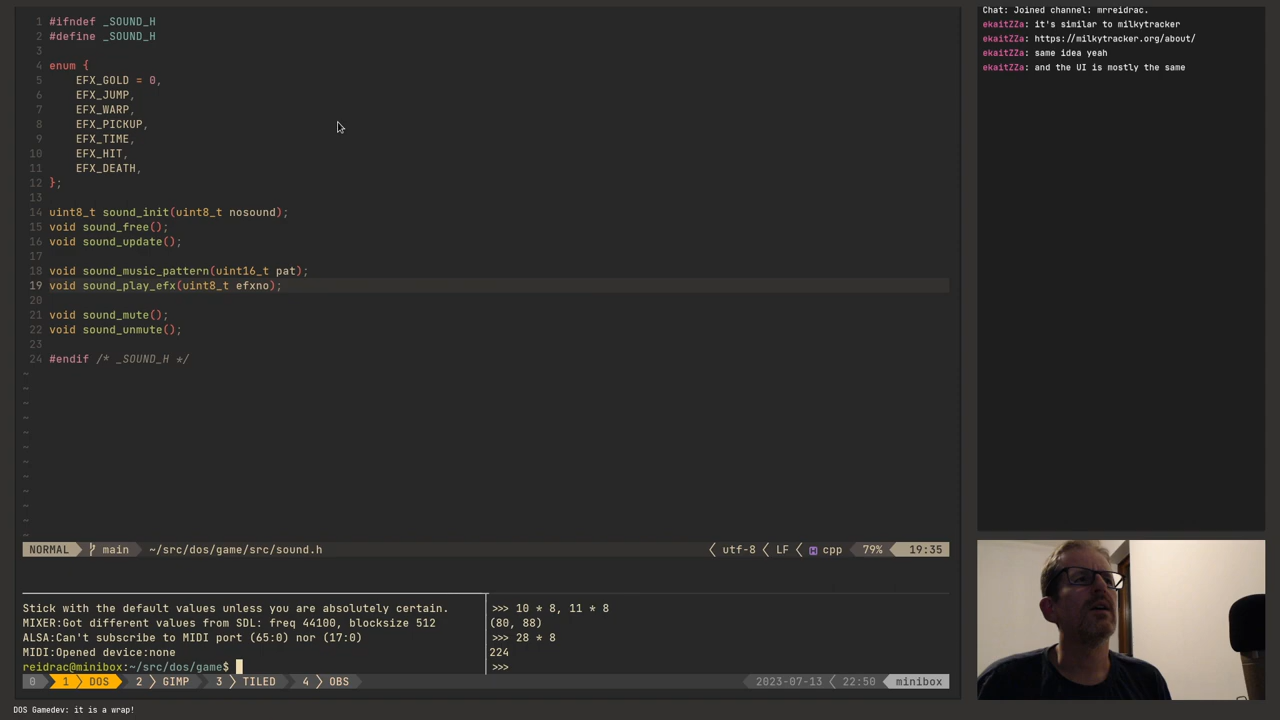 1 #ifndef _SOUND_H
2 #define _SOUND_H
3
4 enum {
5     EFX_GOLD = 0,
6     EFX_JUMP,
7     EFX_WARP,
8     EFX_PICKUP,
9     EFX_TIME,
10     EFX_HIT,
11     EFX_DEATH,
12 };
13
14 uint8_t sound_init(uint8_t nosound);
15 void sound_free();
16 void sound_update();
17
18 void sound_music_pattern(uint16_t pat);
19 void sound_play_efx(uint8_t efxno);
20
21 void sound_mute();
22 void sound_unmute();
23
24 #endif /* _SOUND_H */
~
~
~
~
~
~
~
~
~
~
~
~
NORMAL main ~/src/dos/game/src/sound.h utf-8 LF cpp 79% 19:35
Stick with the default values unless you are absolutely certain.
MIXER:Got different values from SDL: freq 44100, blocksize 512
ALSA:Can't subscribe to MIDI port (65:0) nor (17:0)
MIDI:Opened device:none
reidrac@minibox:~/src/dos/game$
>>> 10 * 8, 11 * 8
(80, 88)
>>> 28 * 8
224
>>>
0 1 DOS 2 GIMP 3 TILED 4 OBS 2023-07-13 22:50 minibox
DOS Gamedev: it is a wrap!
Chat: Joined channel: mrreidrac.
ekaitZZa: it's similar to milkytracker
ekaitZZa: https://milkytracker.org/about/
ekaitZZa: same idea yeah
ekaitZZa: and the UI is mostly the same